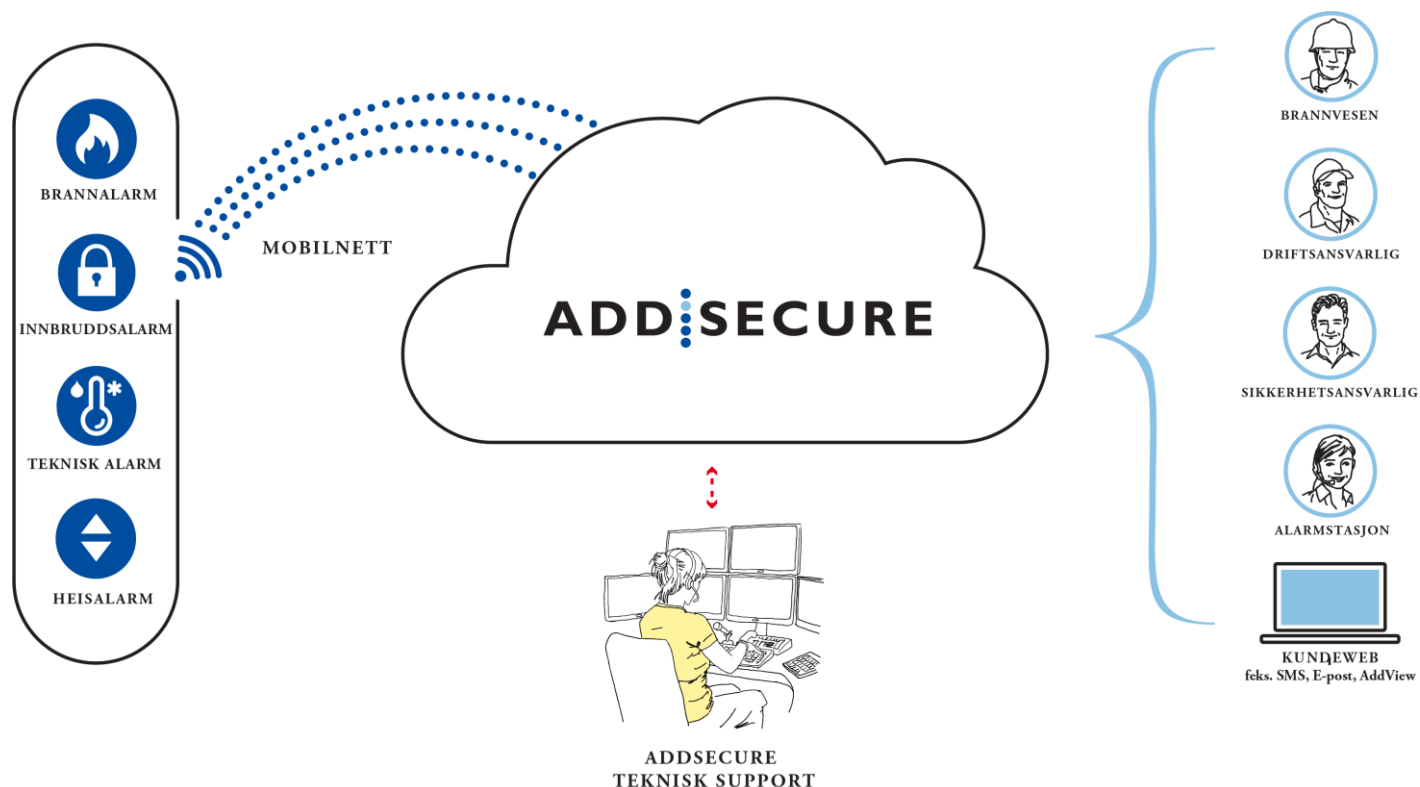 BRANNALARM
INNBRUDDSALARM
TEKNISK ALARM
HEISALARM
MOBILNETT
ADDSECURE
ADDSECURE
TEKNISK SUPPORT
BRANNVESEN
DRIFTSANSVARLIG
SIKKERHETSANSVARLIG
ALARMSTASJON
KUNDEWEB
feks. SMS, E-post, AddView